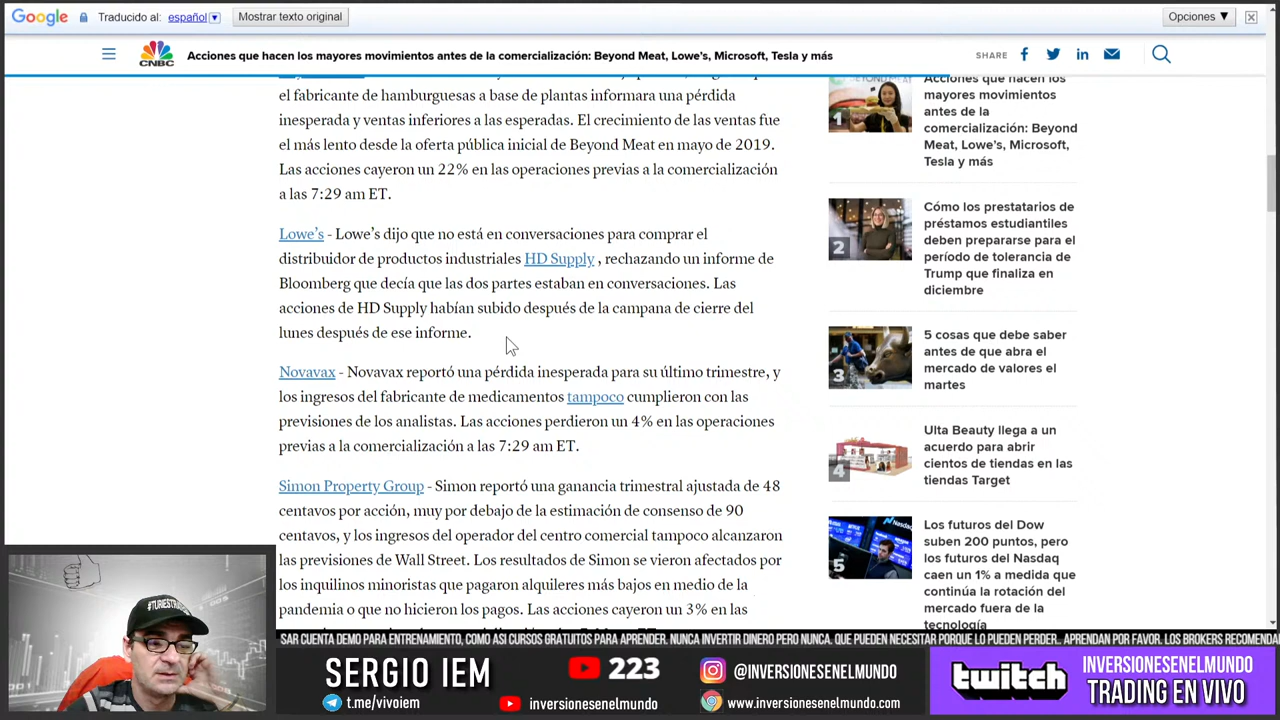 Google Traducido al: español Mostrar texto original Opciones ▼
CNBC
Acciones que hacen los mayores movimientos antes de la comercialización: Beyond Meat, Lowe’s, Microsoft, Tesla y más
SHARE
el fabricante de hamburguesas a base de plantas informara una pérdida
inesperada y ventas inferiores a las esperadas. El crecimiento de las ventas fue
el más lento desde la oferta pública inicial de Beyond Meat en mayo de 2019.
Las acciones cayeron un 22% en las operaciones previas a la comercialización
a las 7:29 am ET.
Lowe’s - Lowe’s dijo que no está en conversaciones para comprar el
distribuidor de productos industriales HD Supply , rechazando un informe de
Bloomberg que decía que las dos partes estaban en conversaciones. Las
acciones de HD Supply habían subido después de la campana de cierre del
lunes después de ese informe.
Novavax - Novavax reportó una pérdida inesperada para su último trimestre, y
los ingresos del fabricante de medicamentos tampoco cumplieron con las
previsiones de los analistas. Las acciones perdieron un 4% en las operaciones
previas a la comercialización a las 7:29 am ET.
Simon Property Group - Simon reportó una ganancia trimestral ajustada de 48
centavos por acción, muy por debajo de la estimación de consenso de 90
centavos, y los ingresos del operador del centro comercial tampoco alcanzaron
las previsiones de Wall Street. Los resultados de Simon se vieron afectados por
los inquilinos minoristas que pagaron alquileres más bajos en medio de la
pandemia o que no hicieron los pagos. Las acciones cayeron un 3% en las
1
Acciones que hacen los
mayores movimientos
antes de la
comercialización: Beyond
Meat, Lowe’s, Microsoft,
Tesla y más
2
Cómo los prestatarios de
préstamos estudiantiles
deben prepararse para el
período de tolerancia de
Trump que finaliza en
diciembre
3
5 cosas que debe saber
antes de que abra el
mercado de valores el
martes
4
Ulta Beauty llega a un
acuerdo para abrir
cientos de tiendas en las
tiendas Target
5
Los futuros del Dow
suben 200 puntos, pero
los futuros del Nasdaq
caen un 1% a medida que
continúa la rotación del
mercado fuera de la
tecnología
SAR CUENTA DEMO PARA ENTRENAMIENTO, COMO ASI CURSOS GRATUITOS PARA APRENDER. NUNCA INVERTIR DINERO PERO NUNCA. QUE PUEDEN NECESITAR PORQUE LO PUEDEN PERDER.. APRENDAN POR FAVOR. LOS BROKERS RECOMENDA
SERGIO IEM
223
@INVERSIONESENELMUNDO
t.me/vivoiem
inversionesenelmundo
www.inversionesenelmundo.com
twitch
INVERSIONESENELMUNDO
TRADING EN VIVO